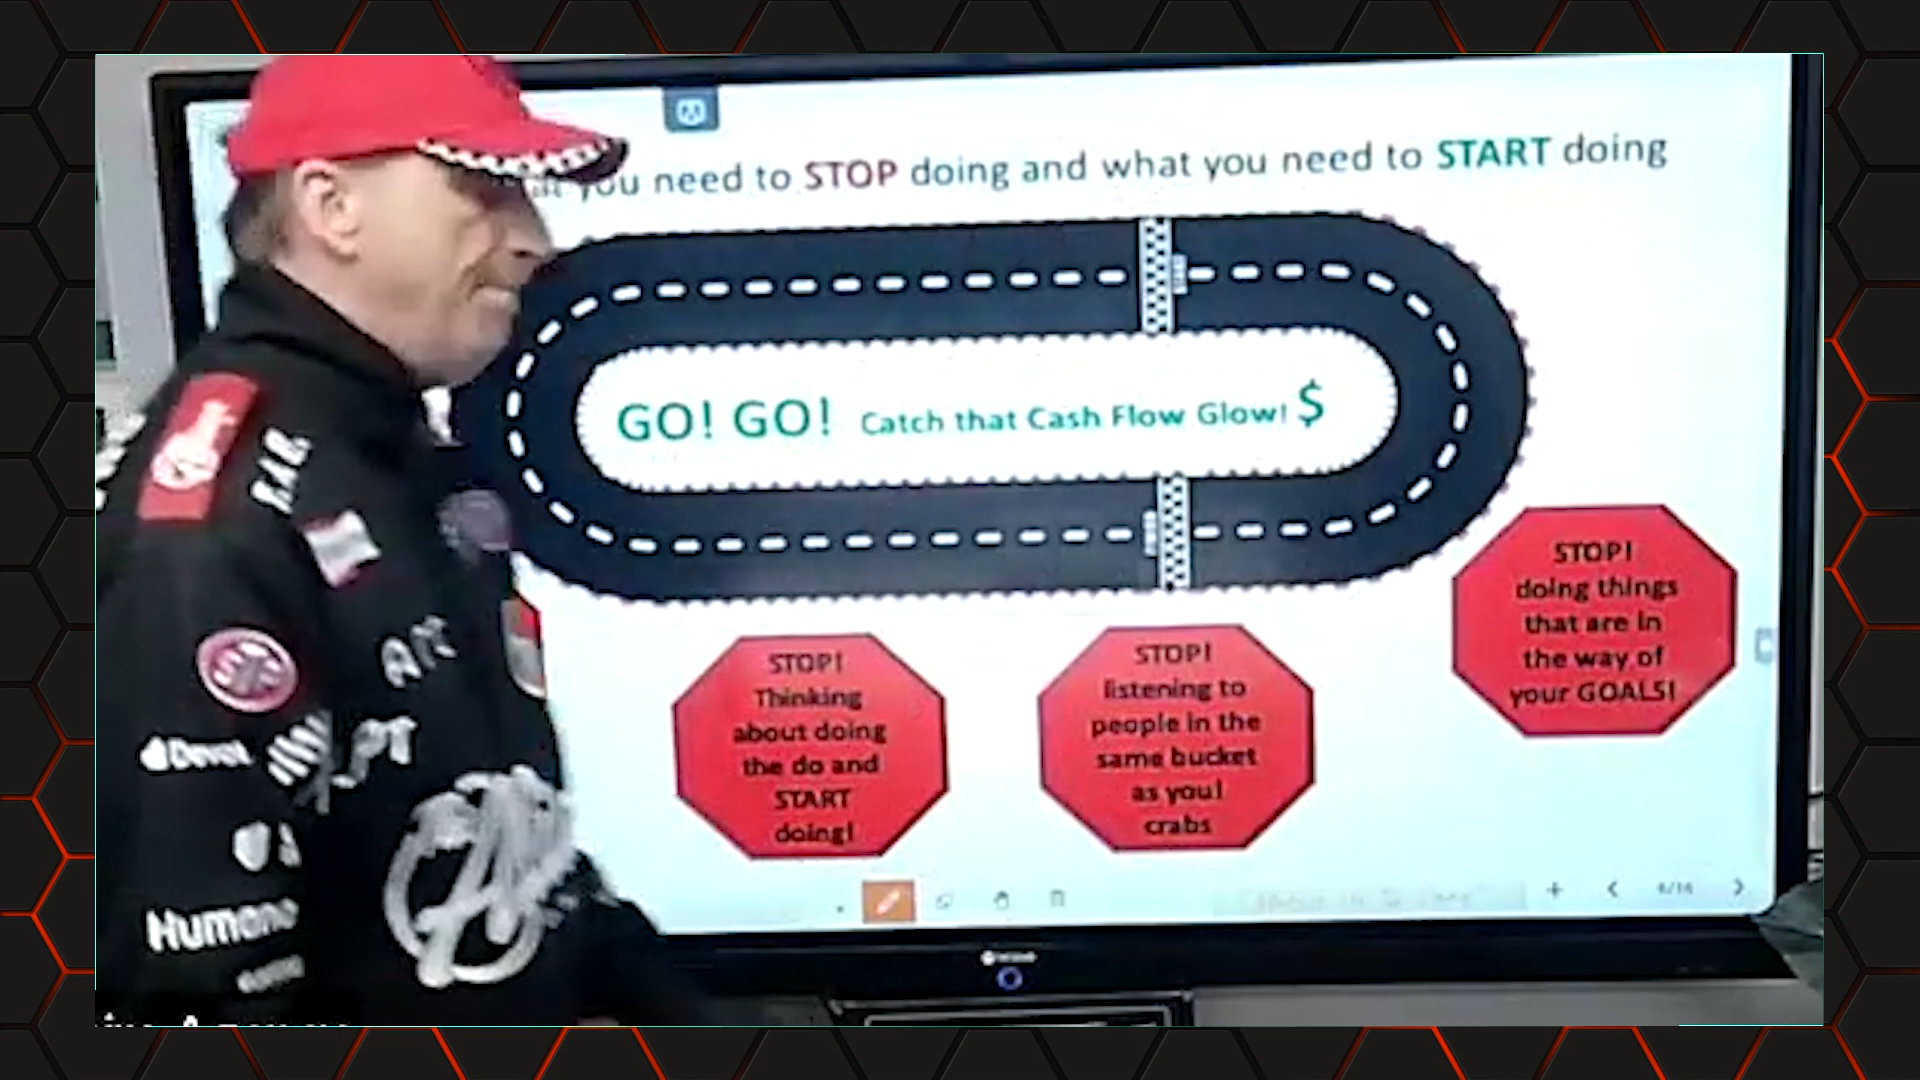 you need to STOP doing and what you need to START doing
GO! GO! Catch that Cash Flow Glow! $
STOP!
Thinking
about doing
the do and
START
doing!
STOP!
listening to
people in the
same bucket
as you!
crabs
STOP!
doing things
that are in
the way of
your GOALS!